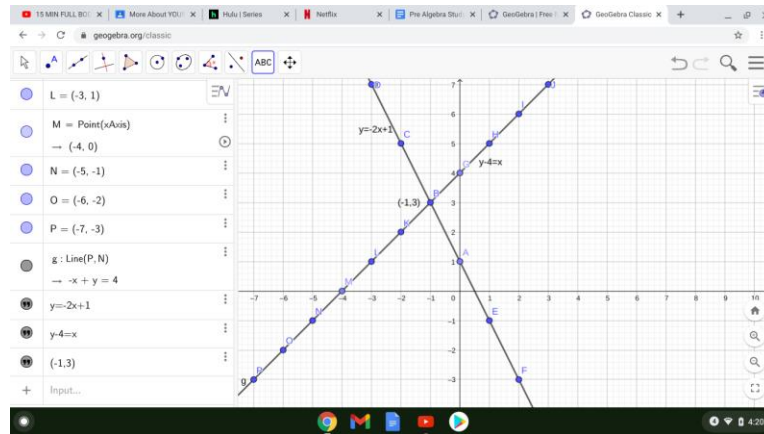 15 MIN FULL BO
More About YOU
Hulu | Series
Netflix
Pre Algebra Stud
GeoGebra | Free
GeoGebra Classic
geogebra.org/classic
ABC
L = (-3, 1)
M = Point(xAxis)
→ (-4, 0)
N = (-5, -1)
O = (-6, -2)
P = (-7, -3)
g : Line(P, N)
→ -x + y = 4
y=-2x+1
y-4=x
(-1,3)
Input...
7
J
6
I
y=-2x+1
C
5
H
4
G
y-4=x
(-1,3)
3
B
K
2
L
1
A
M
-7 -6 -5 -4 -3 -2 -1 0 1 2 3 4 5 6 7 8 9 10
N
-1
E
O
-2
P
-3
F
g
4:20